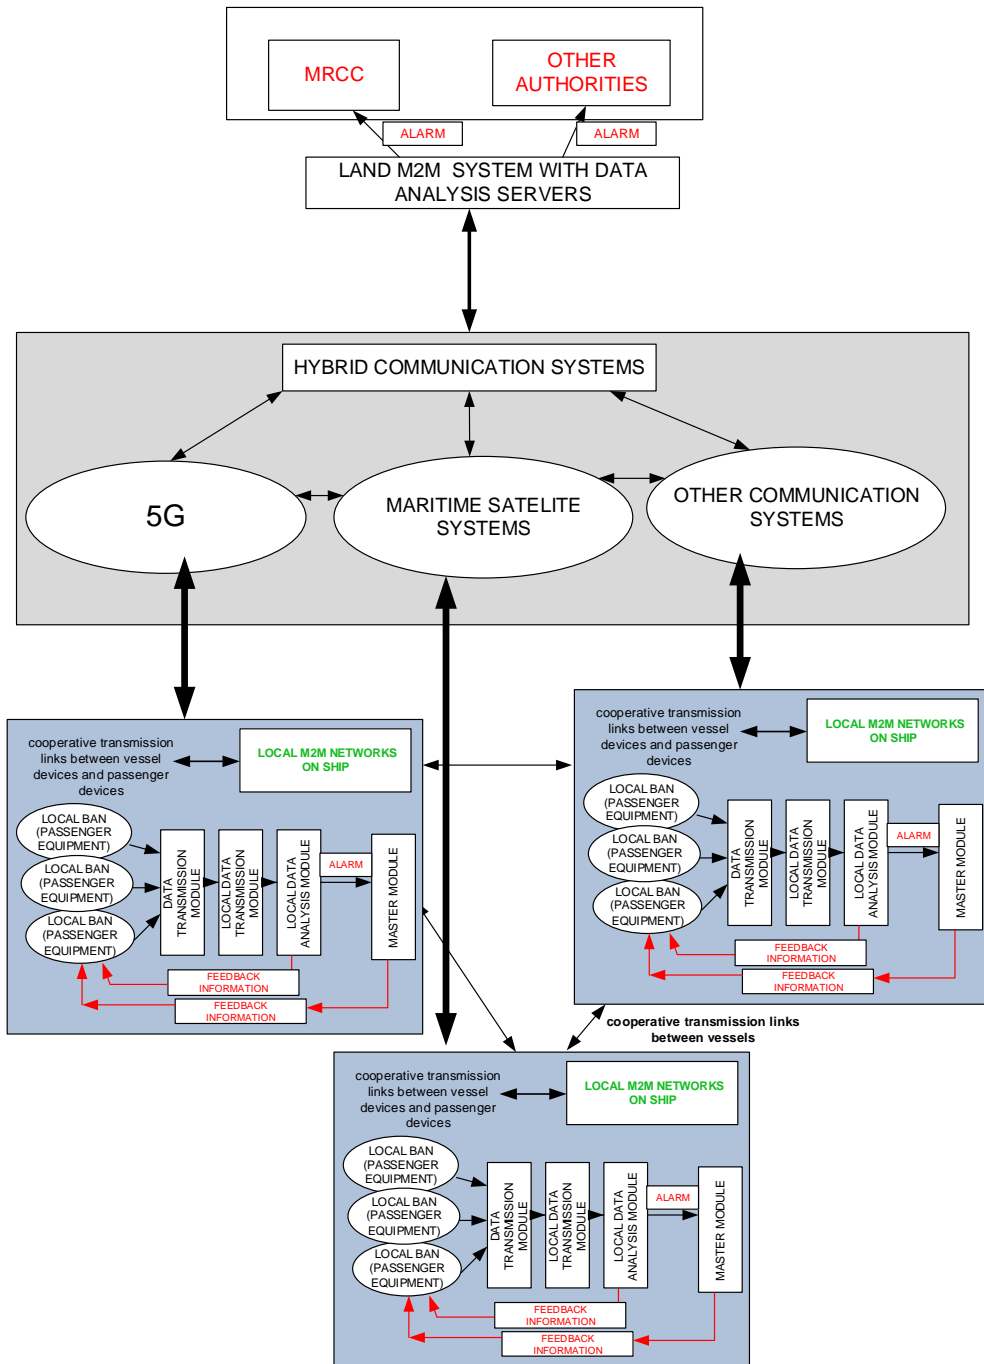 MRCC
OTHER
AUTHORITIES
ALARM
ALARM
LAND M2M SYSTEM WITH DATA
ANALYSIS SERVERS
HYBRID COMMUNICATION SYSTEMS
5G
MARITIME SATELITE
SYSTEMS
OTHER COMMUNICATION
SYSTEMS
cooperative transmission
links between vessel
devices and passenger
devices
LOCAL M2M NETWORKS
ON SHIP
LOCAL BAN
(PASSENGER
EQUIPMENT)
LOCAL BAN
(PASSENGER
EQUIPMENT)
LOCAL BAN
(PASSENGER
EQUIPMENT)
DATA
TRANSMISSION
MODULE
LOCAL DATA
TRANSMISSION
MODULE
LOCAL DATA
ANALYSIS MODULE
ALARM
MASTER MODULE
FEEDBACK
INFORMATION
FEEDBACK
INFORMATION
cooperative transmission
links between vessel
devices and passenger
devices
LOCAL M2M NETWORKS
ON SHIP
LOCAL BAN
(PASSENGER
EQUIPMENT)
LOCAL BAN
(PASSENGER
EQUIPMENT)
LOCAL BAN
(PASSENGER
EQUIPMENT)
DATA
TRANSMISSION
MODULE
LOCAL DATA
TRANSMISSION
MODULE
LOCAL DATA
ANALYSIS MODULE
ALARM
MASTER MODULE
FEEDBACK
INFORMATION
FEEDBACK
INFORMATION
cooperative transmission links
between vessels
cooperative transmission
links between vessel
devices and passenger
devices
LOCAL M2M NETWORKS
ON SHIP
LOCAL BAN
(PASSENGER
EQUIPMENT)
LOCAL BAN
(PASSENGER
EQUIPMENT)
LOCAL BAN
(PASSENGER
EQUIPMENT)
DATA
TRANSMISSION
MODULE
LOCAL DATA
TRANSMISSION
MODULE
LOCAL DATA
ANALYSIS MODULE
ALARM
MASTER MODULE
FEEDBACK
INFORMATION
FEEDBACK
INFORMATION